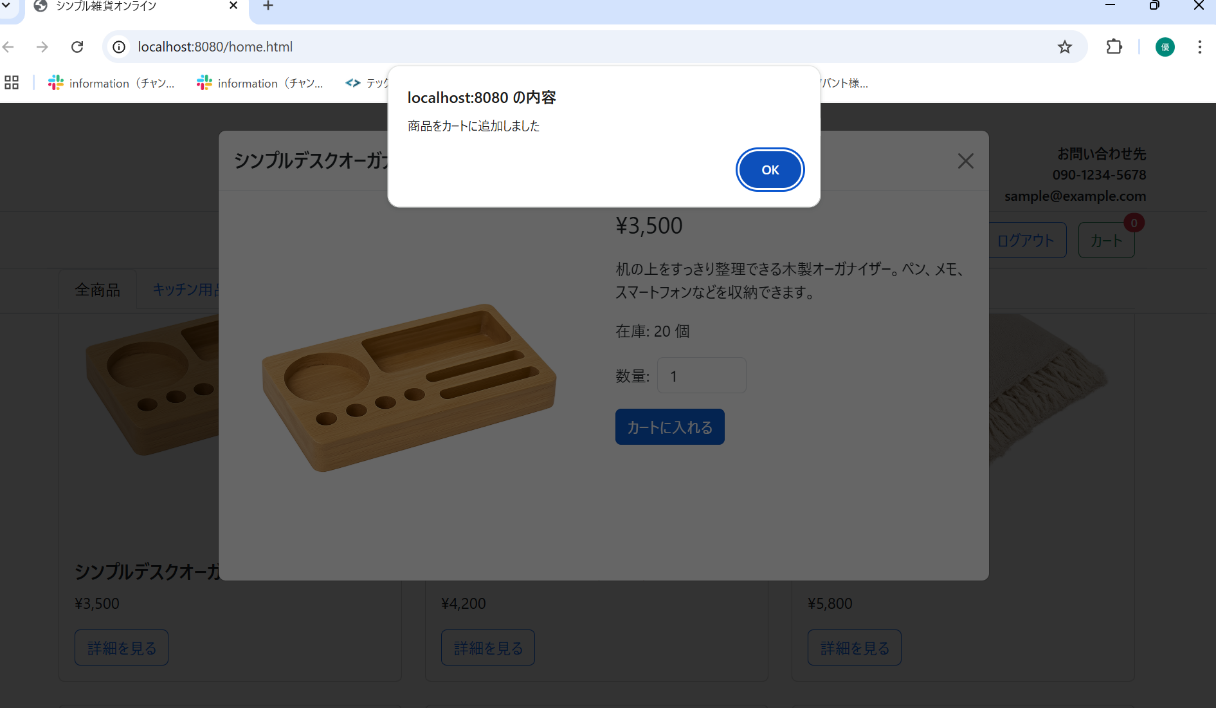 シンプル雑貨オンライン
localhost:8080/home.html
優
information（チャン...
information（チャン...
テック
バント様...
localhost:8080 の内容
商品をカートに追加しました
OK
シンプルデスクオーガナ
お問い合わせ先
090-1234-5678
sample@example.com
ログアウト
カート
0
全商品
キッチン用品
¥3,500
机の上をすっきり整理できる木製オーガナイザー。ペン、メモ、
スマートフォンなどを収納できます。
在庫: 20 個
数量: 1
カートに入れる
シンプルデスクオーガ
¥3,500
¥4,200
¥5,800
詳細を見る
詳細を見る
詳細を見る